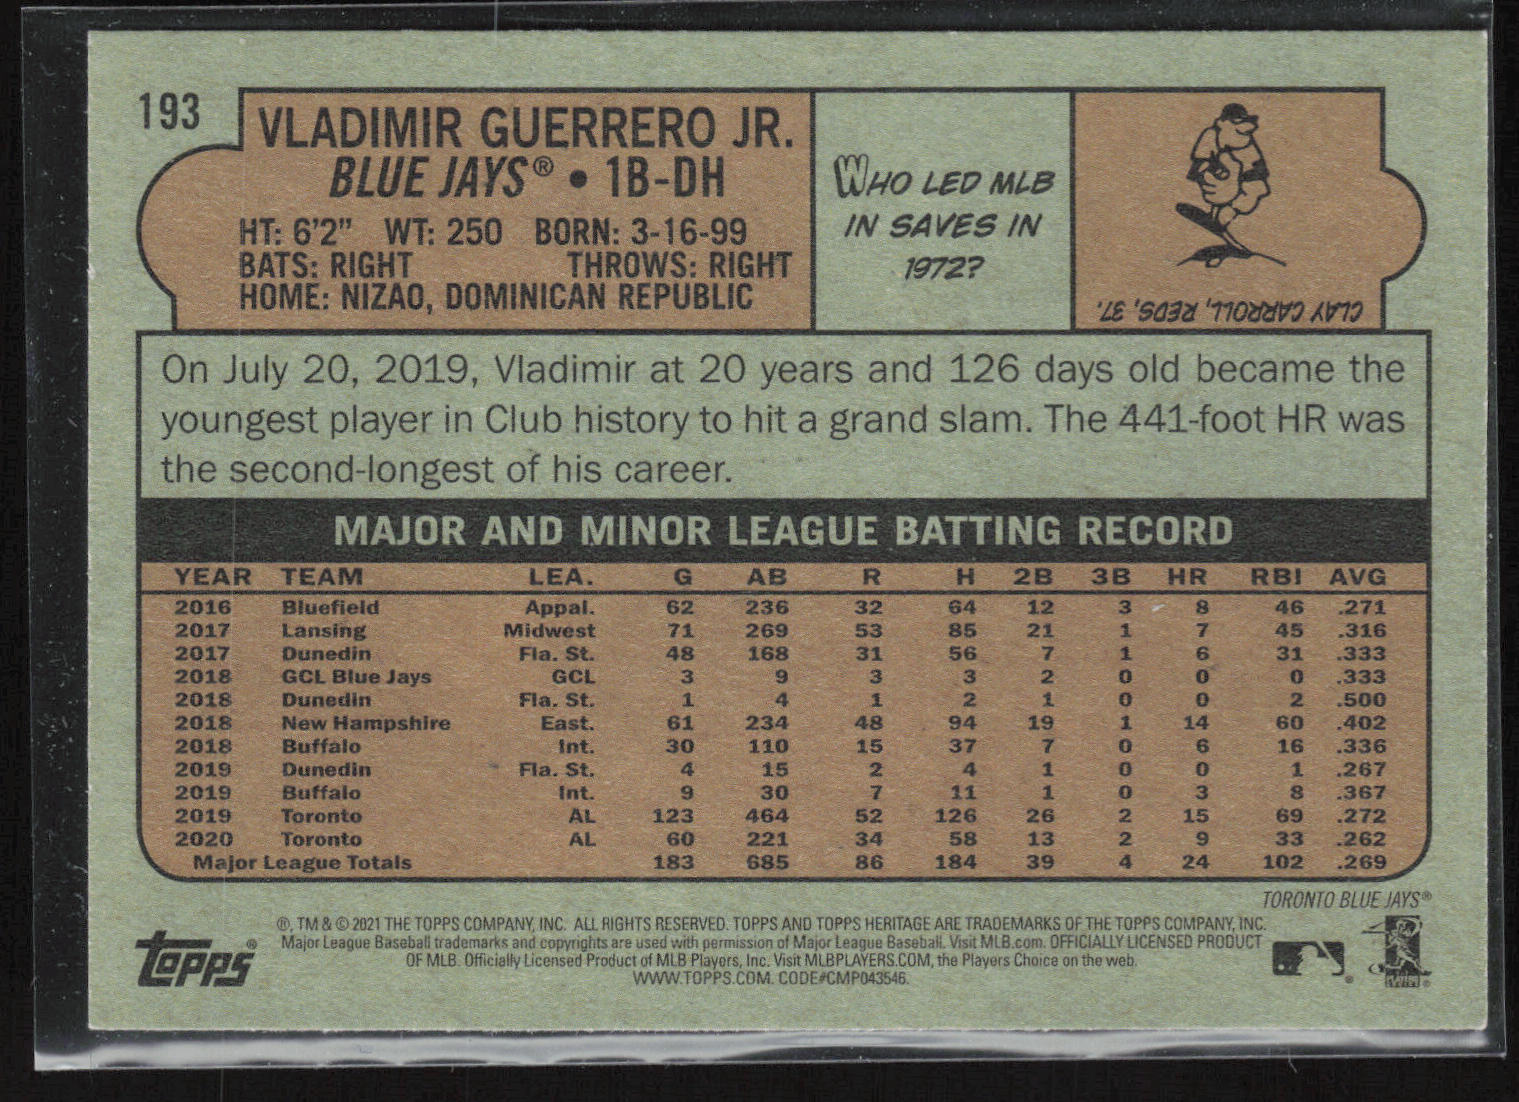 193
VLADIMIR GUERRERO JR.
BLUE JAYS® • 1B-DH
HT: 6'2" WT: 250 BORN: 3-16-99
BATS: RIGHT THROWS: RIGHT
HOME: NIZAO, DOMINICAN REPUBLIC
WHO LED MLB
IN SAVES IN
1972?
CLAY CARROLL, REDS, 37.
On July 20, 2019, Vladimir at 20 years and 126 days old became the
youngest player in Club history to hit a grand slam. The 441-foot HR was
the second-longest of his career.
MAJOR AND MINOR LEAGUE BATTING RECORD
YEAR TEAM LEA. G AB R H 2B 3B HR RBI AVG
2016 Bluefield Appal. 62 236 32 64 12 3 8 46 .271
2017 Lansing Midwest 71 269 53 85 21 1 7 45 .316
2017 Dunedin Fla. St. 48 168 31 56 7 1 6 31 .333
2018 GCL Blue Jays GCL 3 9 3 3 2 0 0 0 .333
2018 Dunedin Fla. St. 1 4 1 2 1 0 0 2 .500
2018 New Hampshire East. 61 234 48 94 19 1 14 60 .402
2018 Buffalo Int. 30 110 15 37 7 0 6 16 .336
2019 Dunedin Fla. St. 4 15 2 4 1 0 0 1 .267
2019 Buffalo Int. 9 30 7 11 1 0 3 8 .367
2019 Toronto AL 123 464 52 126 26 2 15 69 .272
2020 Toronto AL 60 221 34 58 13 2 9 33 .262
Major League Totals 183 685 86 184 39 4 24 102 .269
TORONTO BLUE JAYS®
®, TM & © 2021 THE TOPPS COMPANY, INC. ALL RIGHTS RESERVED. TOPPS AND TOPPS HERITAGE ARE TRADEMARKS OF THE TOPPS COMPANY, INC.
Major League Baseball trademarks and copyrights are used with permission of Major League Baseball. Visit MLB.com. OFFICIALLY LICENSED PRODUCT
OF MLB. Officially Licensed Product of MLB Players, Inc. Visit MLBPLAYERS.COM, the Players Choice on the web.
WWW.TOPPS.COM. CODE#CMP043546.
Topps®